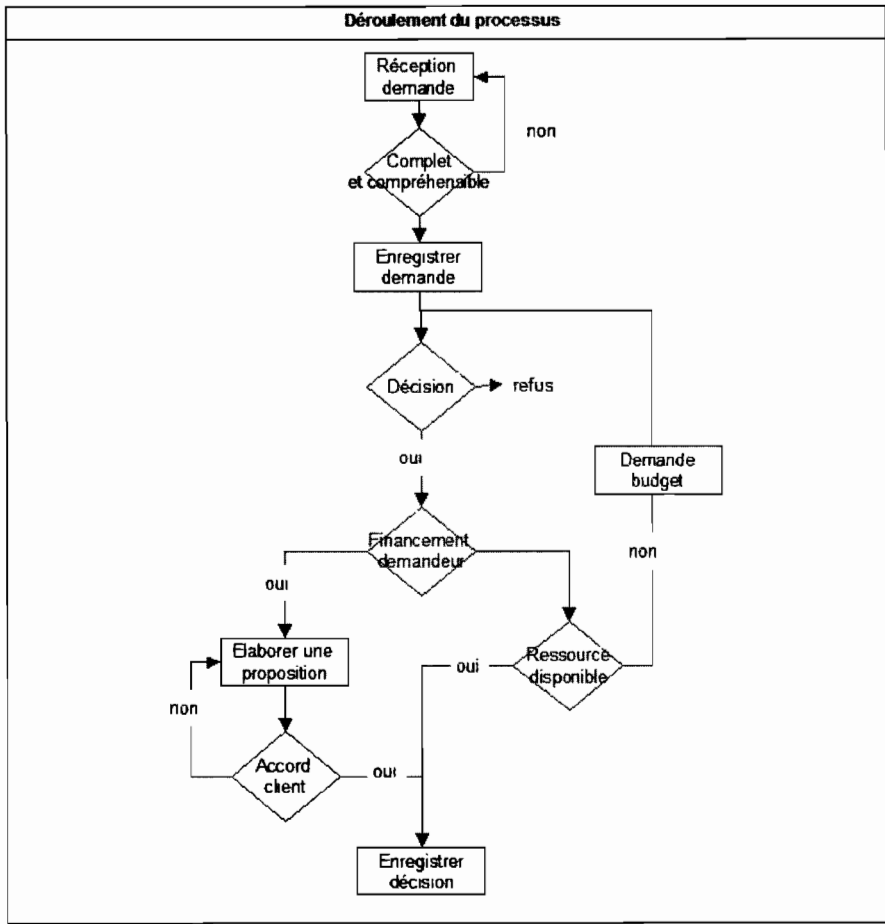 Déroulement du processus
Réception
demande
non
Complet
et compréhensible
Enregistrer
demande
Décision
refus
oui
Demande
budget
Financement
demandeur
non
oui
Elaborer une
proposition
oui
Ressource
disponible
non
Accord
client
oui
Enregistrer
décision